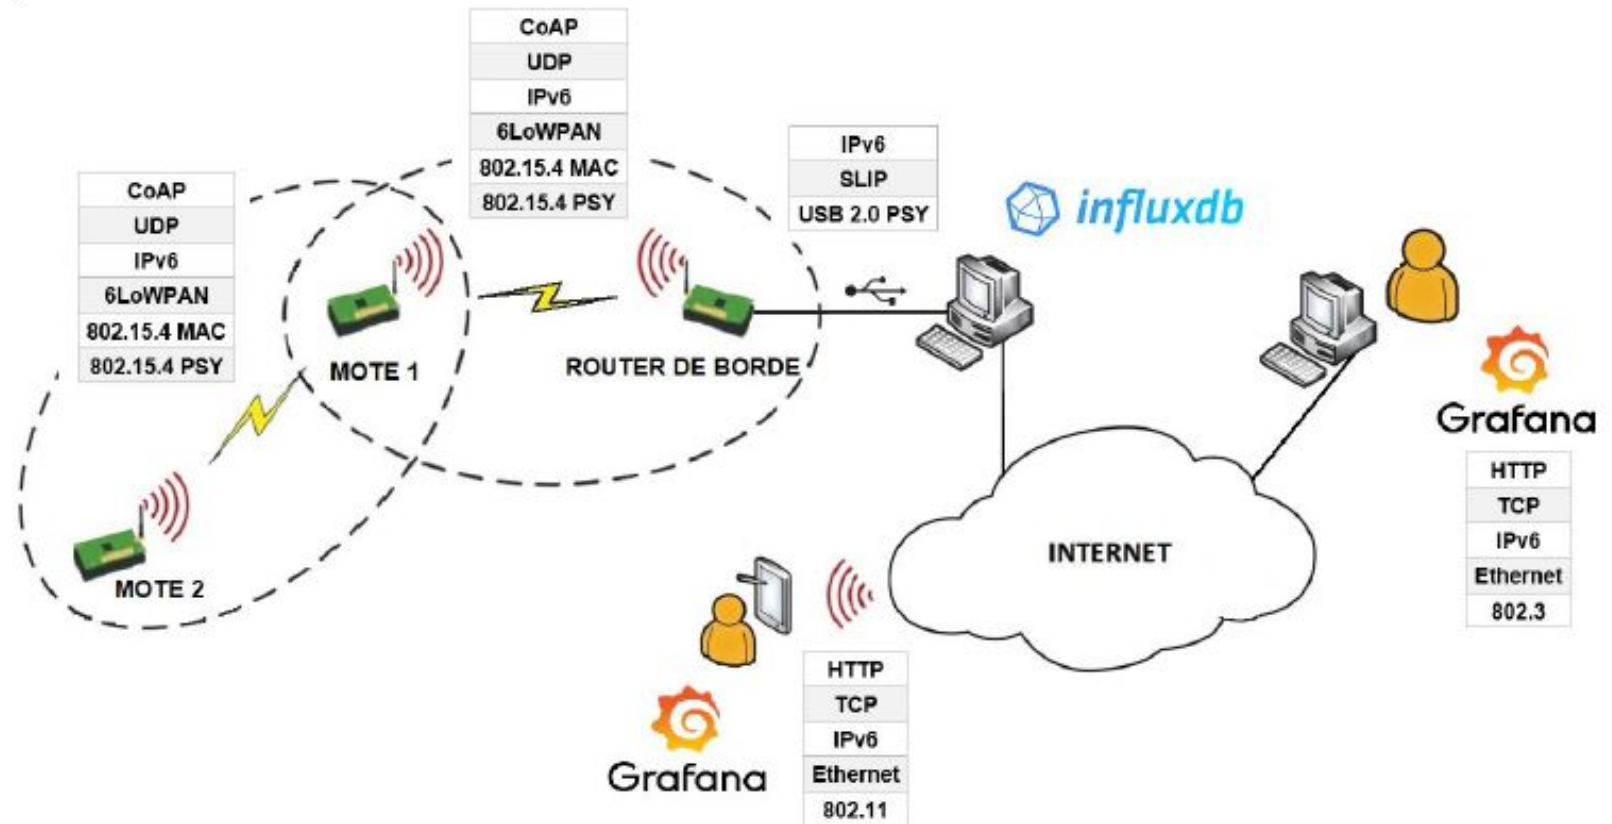 CoAP
UDP
IPv6
6LoWPAN
802.15.4 MAC
802.15.4 PSY
CoAP
UDP
IPv6
6LoWPAN
802.15.4 MAC
802.15.4 PSY
IPv6
SLIP
USB 2.0 PSY
influxdb
MOTE 1
ROUTER DE BORDE
MOTE 2
Grafana
HTTP
TCP
IPv6
Ethernet
802.3
INTERNET
Grafana
HTTP
TCP
IPv6
Ethernet
802.11